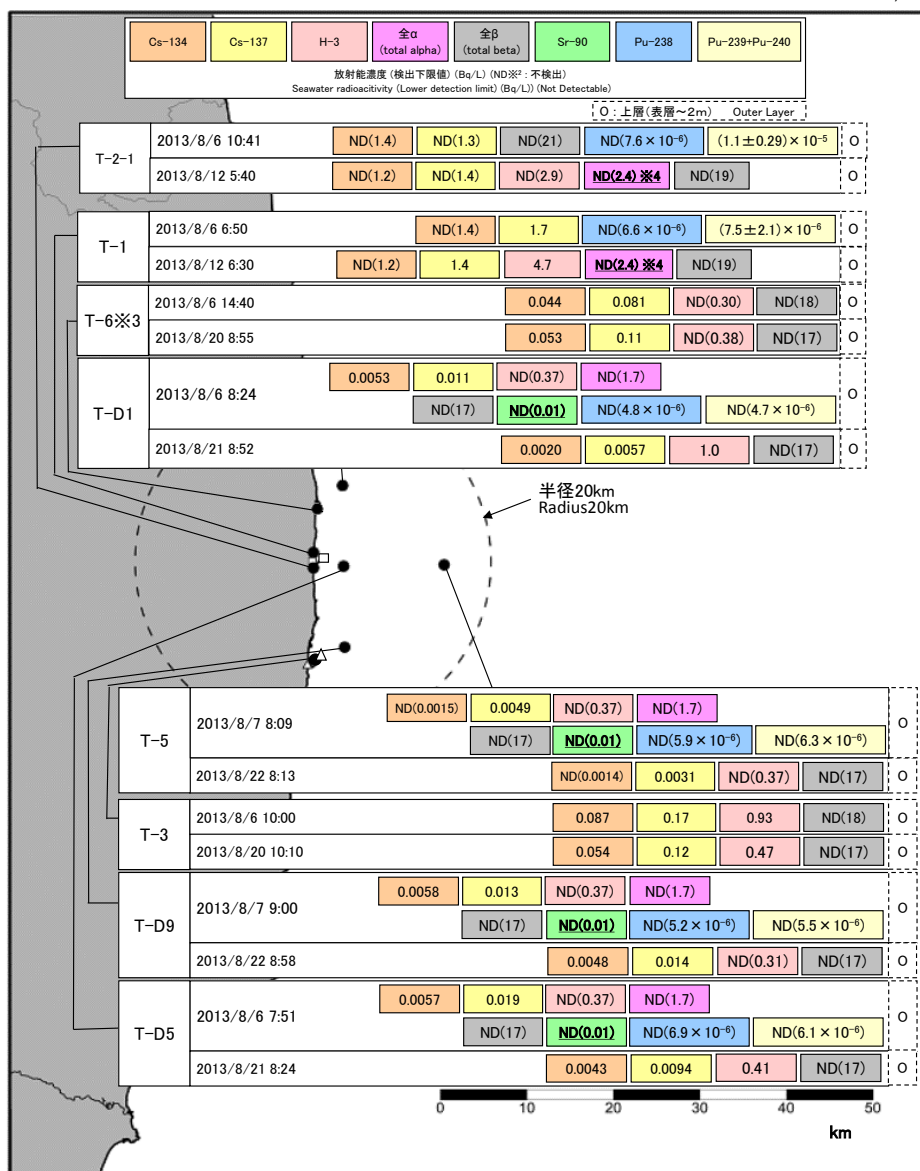 Cs-134 Cs-137 H-3 全α (total alpha) 全β (total beta) Sr-90 Pu-238 Pu-239+Pu-240
放射能濃度 (検出下限値) (Bq/L) (ND※²：不検出)
Seawater radioacitivity (Lower detection limit) (Bq/L)) (Not Detectable)
O：上層(表層～2m) Outer Layer
T-2-1
2013/8/6 10:41 ND(1.4) ND(1.3) ND(21) ND(7.6×10⁻⁶) (1.1±0.29)×10⁻⁵ O
2013/8/12 5:40 ND(1.2) ND(1.4) ND(2.9) ND(2.4) ※4 ND(19) O
T-1
2013/8/6 6:50 ND(1.4) 1.7 ND(6.6×10⁻⁶) (7.5±2.1)×10⁻⁶ O
2013/8/12 6:30 ND(1.2) 1.4 4.7 ND(2.4) ※4 ND(19) O
T-6※3
2013/8/6 14:40 0.044 0.081 ND(0.30) ND(18) O
2013/8/20 8:55 0.053 0.11 ND(0.38) ND(17) O
T-D1
2013/8/6 8:24 0.0053 0.011 ND(0.37) ND(1.7) O
ND(17) ND(0.01) ND(4.8×10⁻⁶) ND(4.7×10⁻⁶)
2013/8/21 8:52 0.0020 0.0057 1.0 ND(17) O
半径20km
Radius20km
T-5
2013/8/7 8:09 ND(0.0015) 0.0049 ND(0.37) ND(1.7) O
ND(17) ND(0.01) ND(5.9×10⁻⁶) ND(6.3×10⁻⁶)
2013/8/22 8:13 ND(0.0014) 0.0031 ND(0.37) ND(17) O
T-3
2013/8/6 10:00 0.087 0.17 0.93 ND(18) O
2013/8/20 10:10 0.054 0.12 0.47 ND(17) O
T-D9
2013/8/7 9:00 0.0058 0.013 ND(0.37) ND(1.7) O
ND(17) ND(0.01) ND(5.2×10⁻⁶) ND(5.5×10⁻⁶)
2013/8/22 8:58 0.0048 0.014 ND(0.31) ND(17) O
T-D5
2013/8/6 7:51 0.0057 0.019 ND(0.37) ND(1.7) O
ND(17) ND(0.01) ND(6.9×10⁻⁶) ND(6.1×10⁻⁶)
2013/8/21 8:24 0.0043 0.0094 0.41 ND(17) O
0 10 20 30 40 50
km